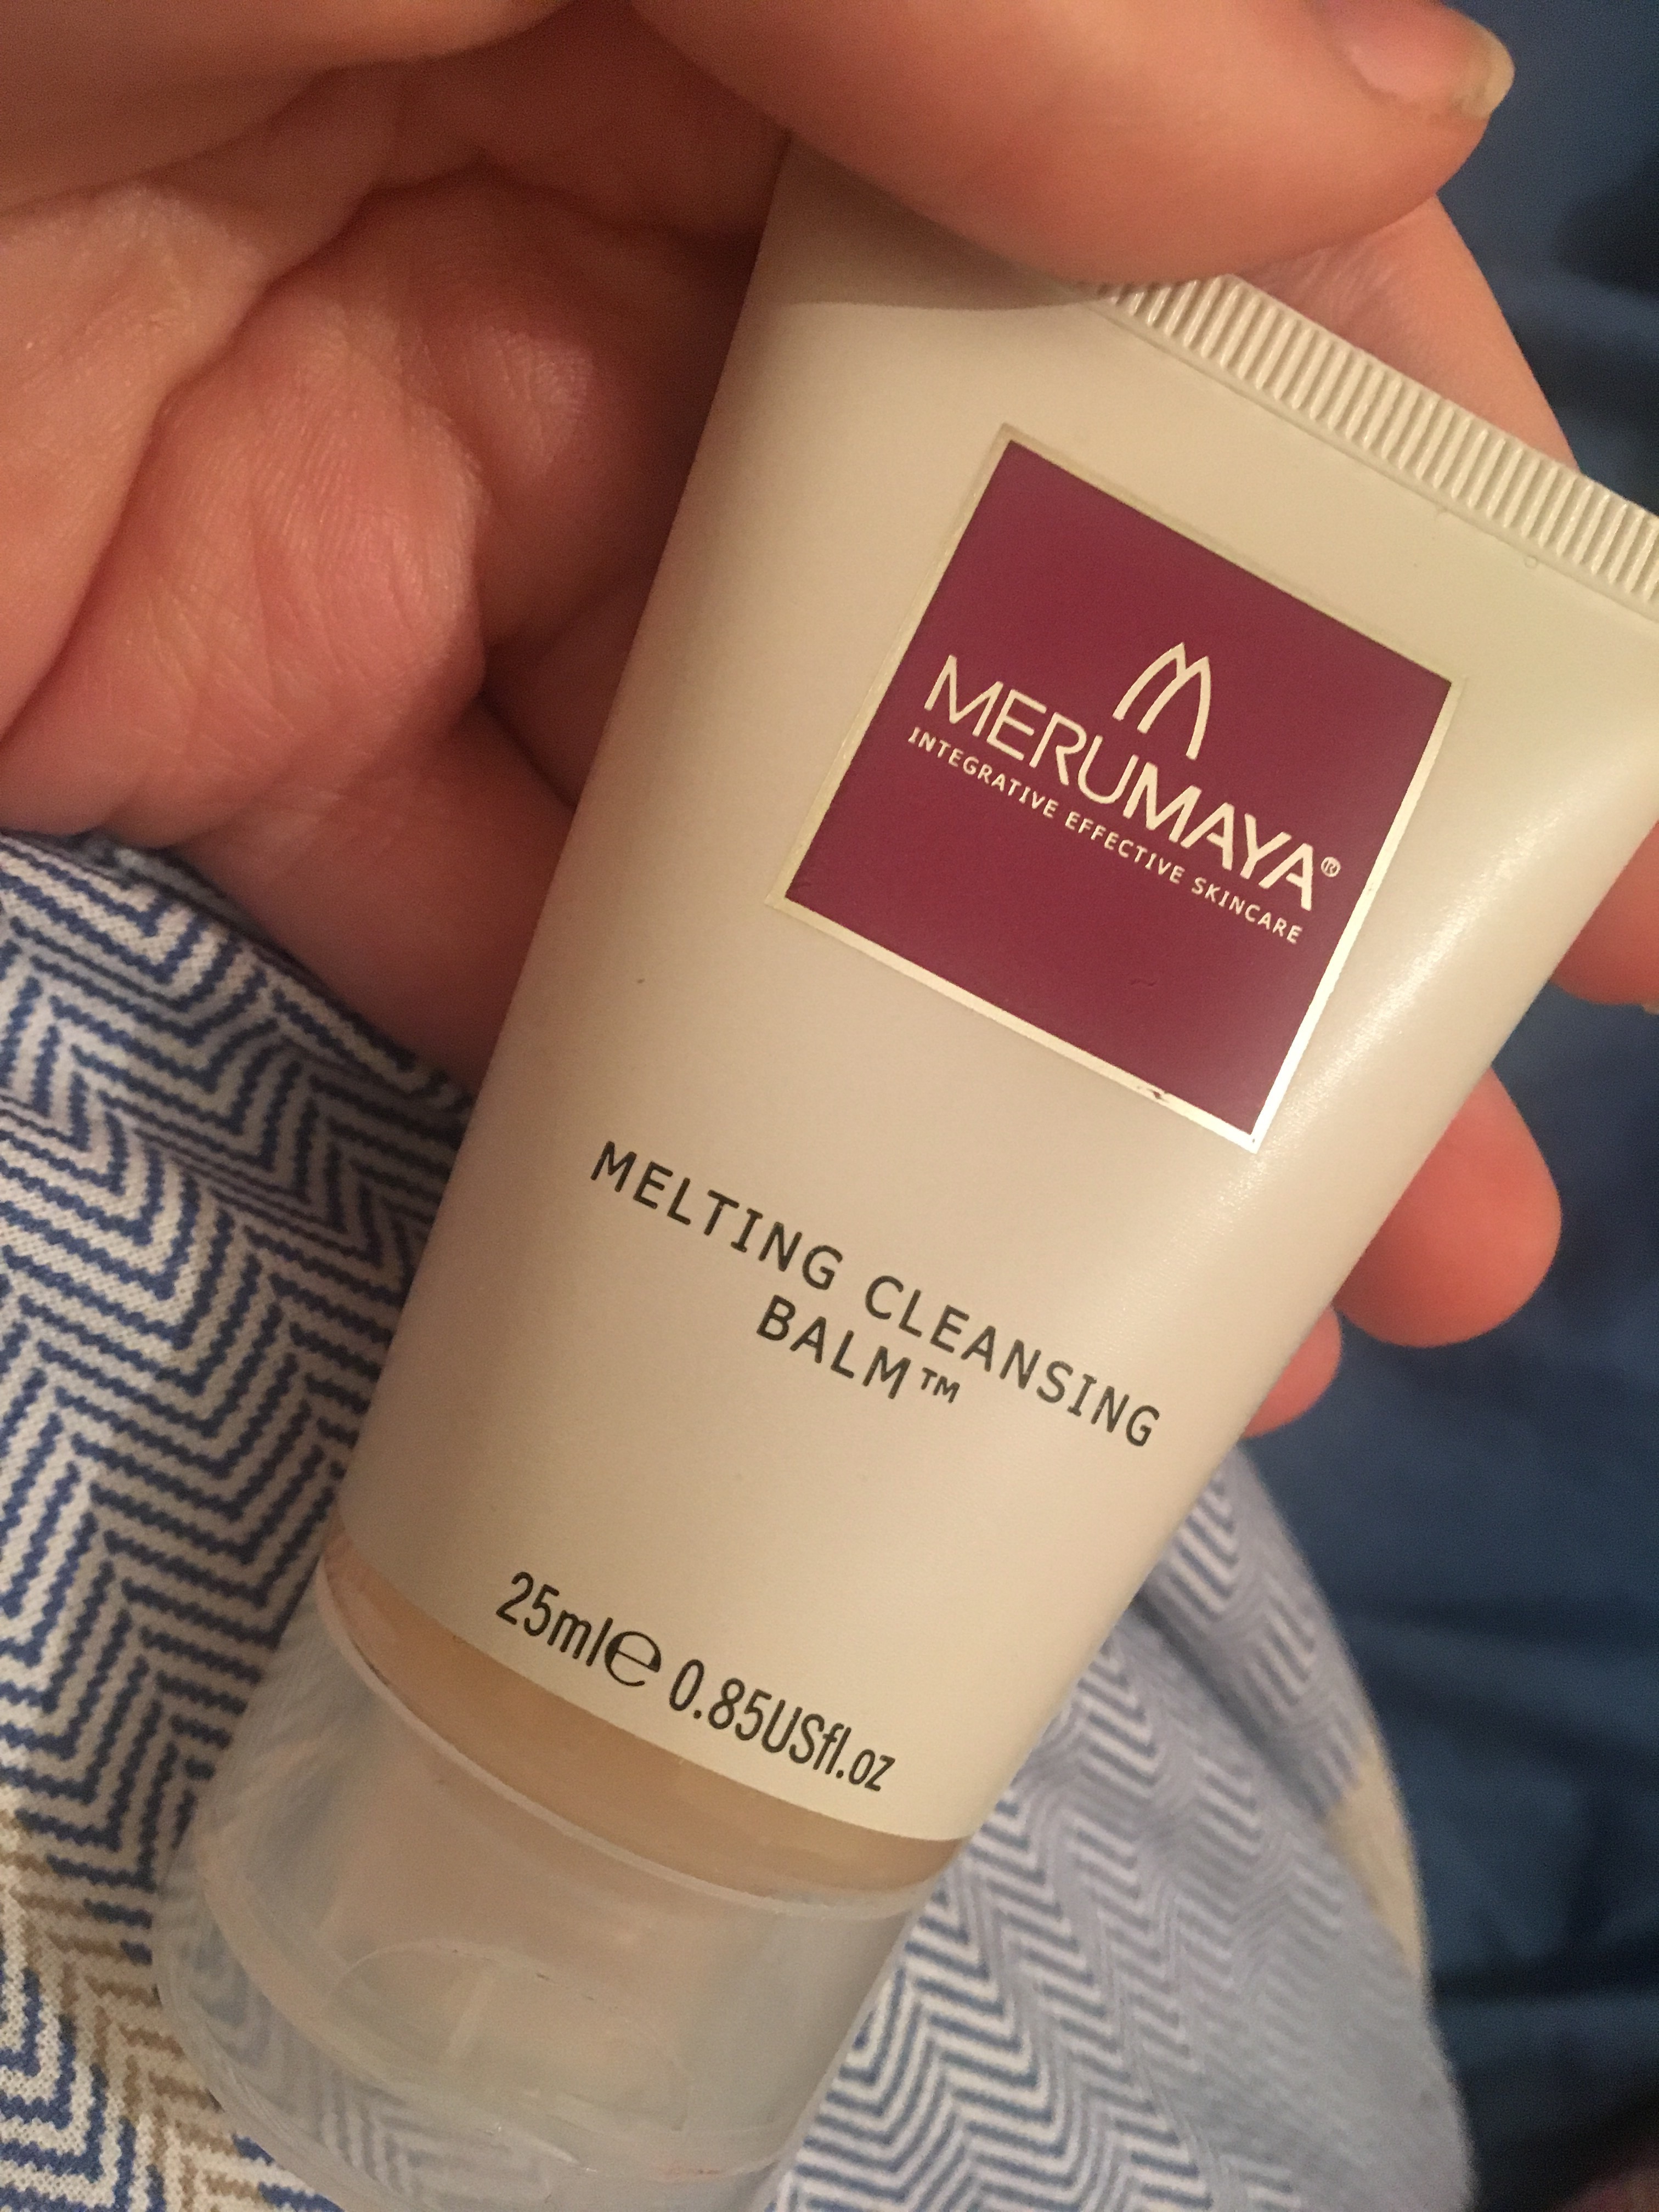 MERUMAYA®
INTEGRATIVE EFFECTIVE SKINCARE
MELTING CLEANSING
BALM™
25ml℮ 0.85USfl.oz